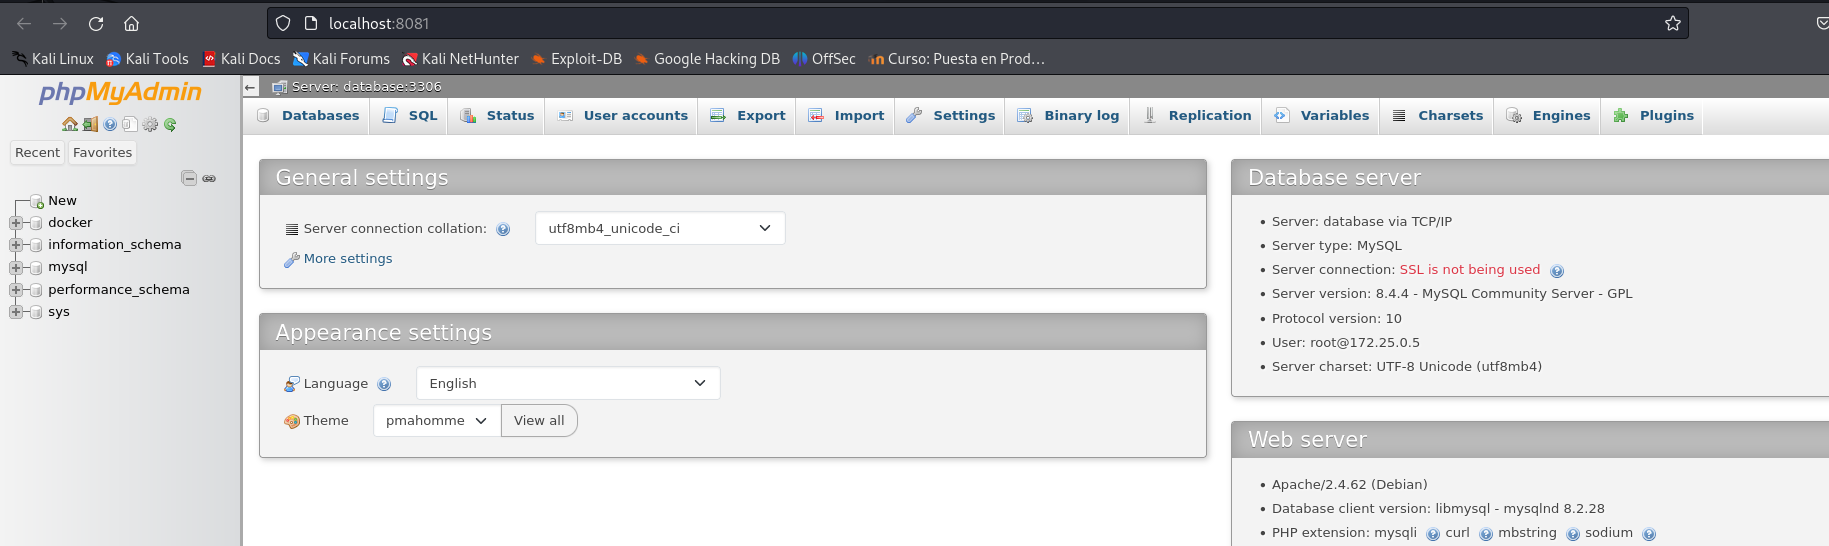 localhost:8081
Kali Linux Kali Tools Kali Docs Kali Forums Kali NetHunter Exploit-DB Google Hacking DB OffSec Curso: Puesta en Prod…
phpMyAdmin
Recent Favorites
New
docker
information_schema
mysql
performance_schema
sys
Server: database:3306
Databases SQL Status User accounts Export Import Settings Binary log Replication Variables Charsets Engines Plugins
General settings
Server connection collation: utf8mb4_unicode_ci
More settings
Appearance settings
Language English
Theme pmahomme View all
Database server
• Server: database via TCP/IP
• Server type: MySQL
• Server connection: SSL is not being used
• Server version: 8.4.4 - MySQL Community Server - GPL
• Protocol version: 10
• User: root@172.25.0.5
• Server charset: UTF-8 Unicode (utf8mb4)
Web server
• Apache/2.4.62 (Debian)
• Database client version: libmysql - mysqlnd 8.2.28
• PHP extension: mysqli curl mbstring sodium